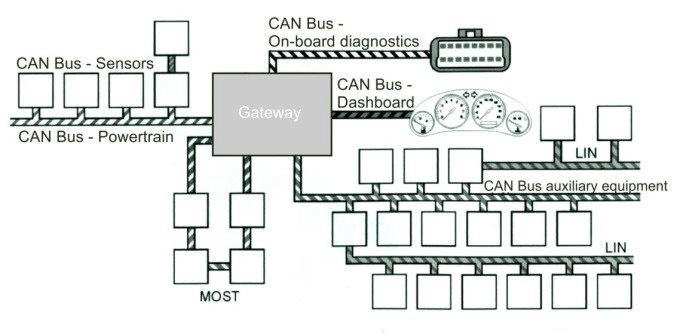 CAN Bus -
On-board diagnostics
CAN Bus - Sensors
CAN Bus -
Dashboard
Gateway
CAN Bus - Powertrain
LIN
CAN Bus auxiliary equipment
LIN
MOST